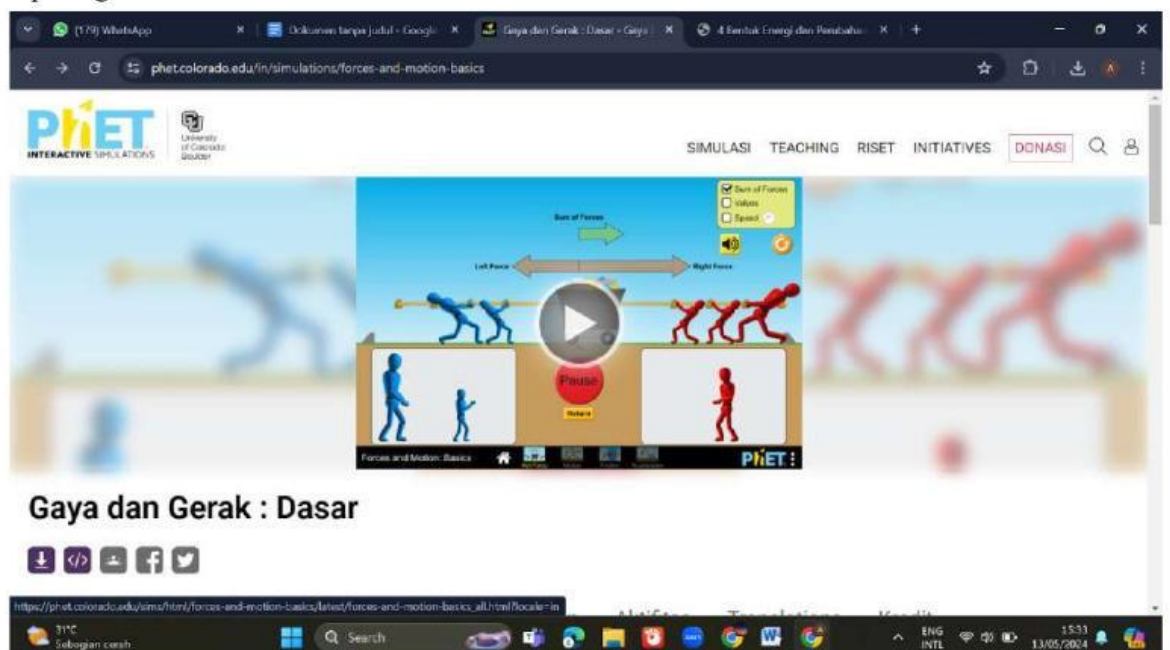 (179) WhatsApp
Dokumen tanpa judul - Googl
Gaya dan Gerak : Dasar - Gaya
4 Bentuk Energi dan Perubaha
phet.colorado.edu/in/simulations/forces-and-motion-basics
PhET
INTERACTIVE SIMULATIONS
University
of Colorado
Boulder
SIMULASI TEACHING RISET INITIATIVES DONASI
Sum of Forces
Values
Speed
Sum of Forces
Left Force
Right Force
Pause
Return
Forces and Motion: Basics
PhET
Gaya dan Gerak : Dasar
https://phet.colorado.edu/sims/html/forces-and-motion-basics/latest/forces-and-motion-basics_all.html?locale=in
31°C
Sebagian cerah
Search
ENG
INTL
15:33
13/05/2024